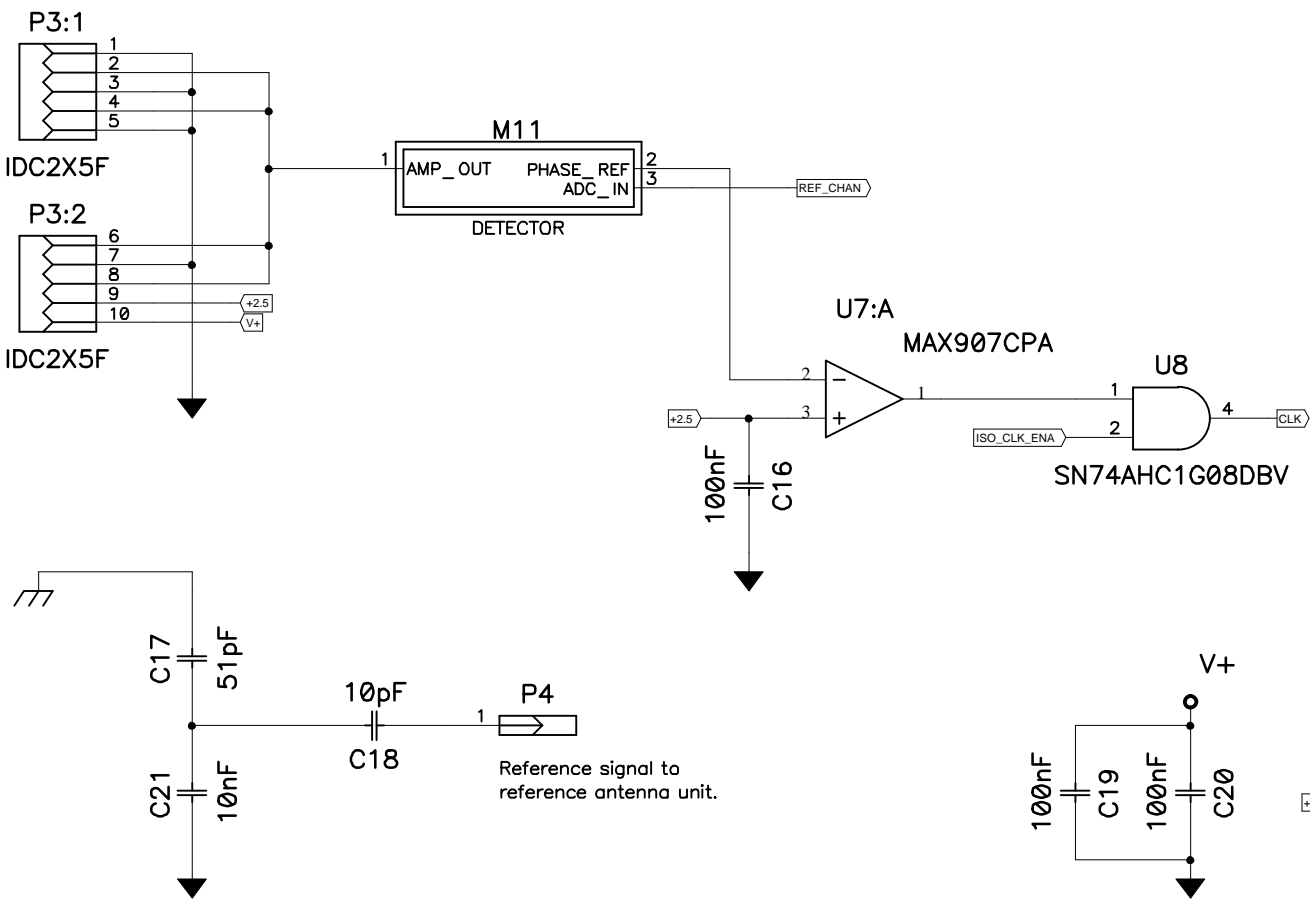 P3:1
1
2
3
4
5
IDC2X5F
P3:2
6
7
8
9
10
+2.5
V+
IDC2X5F
M11
1
AMP_OUT
PHASE_REF
2
ADC_IN
3
DETECTOR
REF_CHAN
U7:A
MAX907CPA
2
3
1
+2.5
100nF
C16
U8
1
2
4
ISO_CLK_ENA
CLK
SN74AHC1G08DBV
C17
51pF
10pF
C18
1
P4
Reference signal to
reference antenna unit.
C21
10nF
V+
100nF
C19
100nF
C20